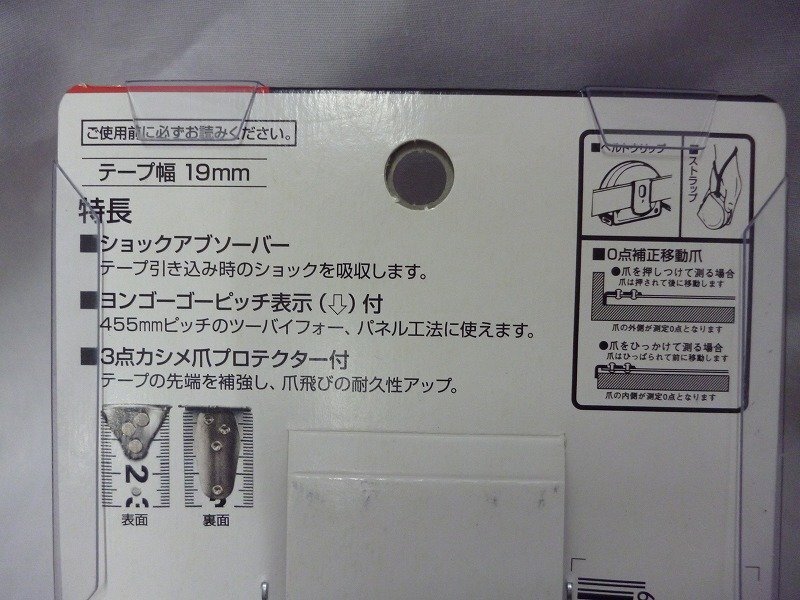 ご使用前に必ずお読みください。
テープ幅 19mm
特長
■ショックアブソーバー
テープ引き込み時のショックを吸収します。
■ヨンゴーゴーピッチ表示(⇩)付
455mmピッチのツーバイフォー、パネル工法に使えます。
■3点カシメ爪プロテクター付
テープの先端を補強し、爪飛びの耐久性アップ。
2
3
表面
裏面
■ベルトクリップ
■ストラップ
■0点補正移動爪
●爪を押しつけて測る場合
爪は押されて後に移動します
爪の外側が測定0点となります
●爪をひっかけて測る場合
爪はひっぱられて前に移動します
爪の内側が測定0点となります